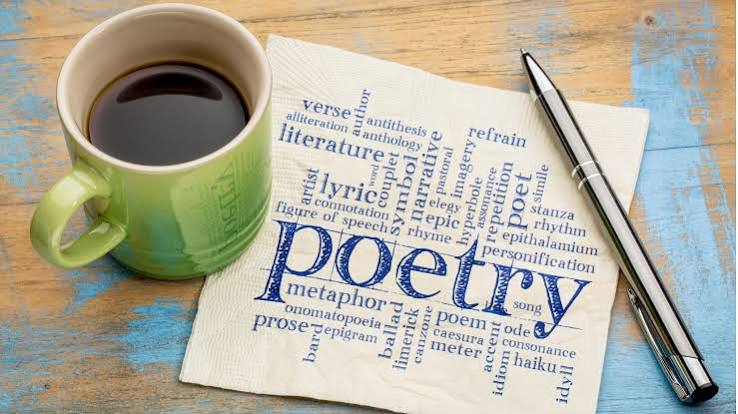 verse
author
alliteration
antithesis
anthology
literature
refrain
word
couplet
symbol
narrative
pastoral
imagery
artist
lyric
connotation
elegy
epic
hyperbole
assonance
repetition
poet
simile
stanza
rhythm
figure of speech
rhyme
epithalamium
personification
poetry
song
metaphor
onomatopoeia
prose
bard
epigram
ballad
limerick
canzone
poem
ode
caesura
consonance
meter
accent
idiom
haiku
idyll